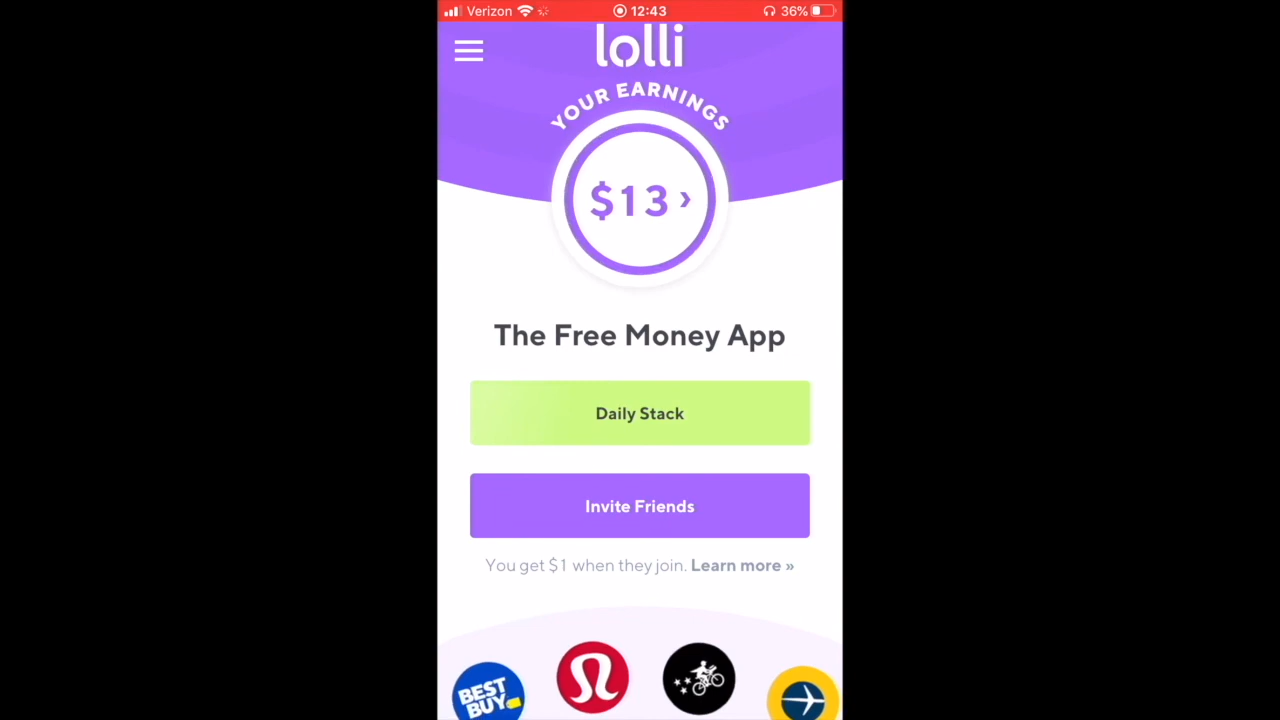 Verizon 12:43 36%
lolli
YOUR EARNINGS
$13 ›
The Free Money App
Daily Stack
Invite Friends
You get $1 when they join. Learn more »
BEST BUY